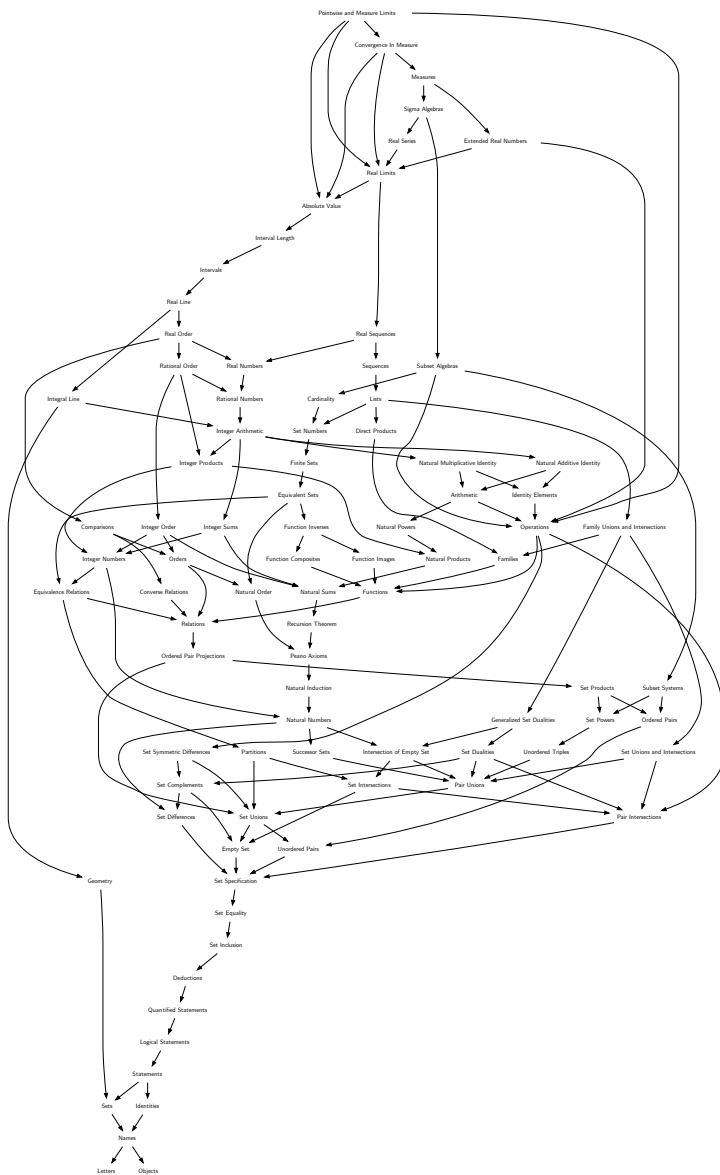 Pointwise and Measure Limits
Convergence In Measure
Measures
Sigma Algebras
Real Series
Extended Real Numbers
Real Limits
Absolute Value
Interval Length
Intervals
Real Line
Real Order
Real Sequences
Rational Order
Real Numbers
Sequences
Subset Algebras
Integral Line
Rational Numbers
Cardinality
Lists
Integer Arithmetic
Set Numbers
Direct Products
Integer Products
Finite Sets
Natural Multiplicative Identity
Natural Additive Identity
Equivalent Sets
Arithmetic
Identity Elements
Comparisons
Integer Order
Integer Sums
Function Inverses
Natural Powers
Operations
Family Unions and Intersections
Integer Numbers
Orders
Function Composites
Function Images
Natural Products
Families
Equivalence Relations
Converse Relations
Natural Order
Natural Sums
Functions
Relations
Recursion Theorem
Ordered Pair Projections
Peano Axioms
Natural Induction
Set Products
Subset Systems
Natural Numbers
Generalized Set Dualities
Set Powers
Ordered Pairs
Set Symmetric Differences
Partitions
Successor Sets
Intersection of Empty Set
Set Dualities
Unordered Triples
Set Unions and Intersections
Set Complements
Set Intersections
Pair Unions
Set Differences
Set Unions
Pair Intersections
Empty Set
Unordered Pairs
Geometry
Set Specification
Set Equality
Set Inclusion
Deductions
Quantified Statements
Logical Statements
Statements
Sets
Identities
Names
Letters
Objects